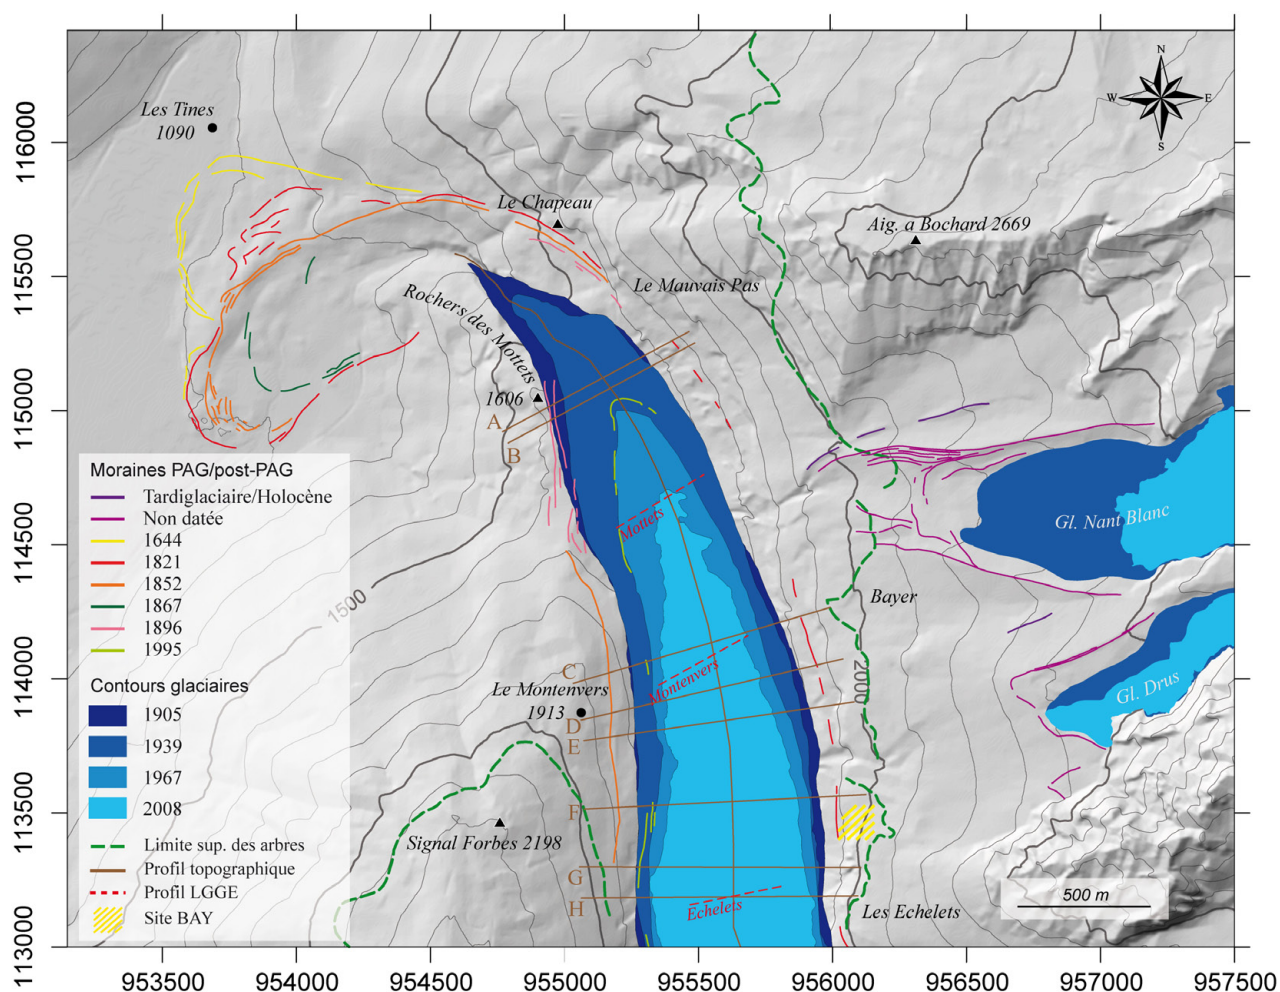 N
W E
S
116000
115500
115000
114500
114000
113500
113000
Les Tines
1090
Le Chapeau
Aig. a Bochard 2669
Le Mauvais Pas
Rochers des Mottets
1606
A
B
Gl. Nant Blanc
Mottets
Bayer
1500
C
Montenvers
2000
Le Montenvers
1913
D
E
Gl. Drus
F
Signal Forbes 2198
G
H
Echelets
Les Echelets
500 m
Moraines PAG/post-PAG
Tardiglaciaire/Holocène
Non datée
1644
1821
1852
1867
1896
1995
Contours glaciaires
1905
1939
1967
2008
Limite sup. des arbres
Profil topographique
Profil LGGE
Site BAY
953500 954000 954500 955000 955500 956000 956500 957000 957500